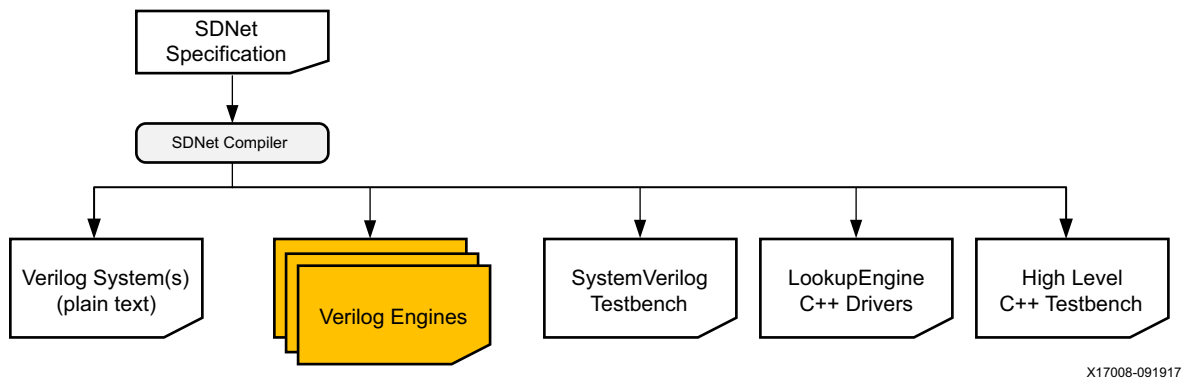 SDNet
Specification
SDNet Compiler
Verilog System(s)
(plain text)
Verilog Engines
SystemVerilog
Testbench
LookupEngine
C++ Drivers
High Level
C++ Testbench
X17008-091917